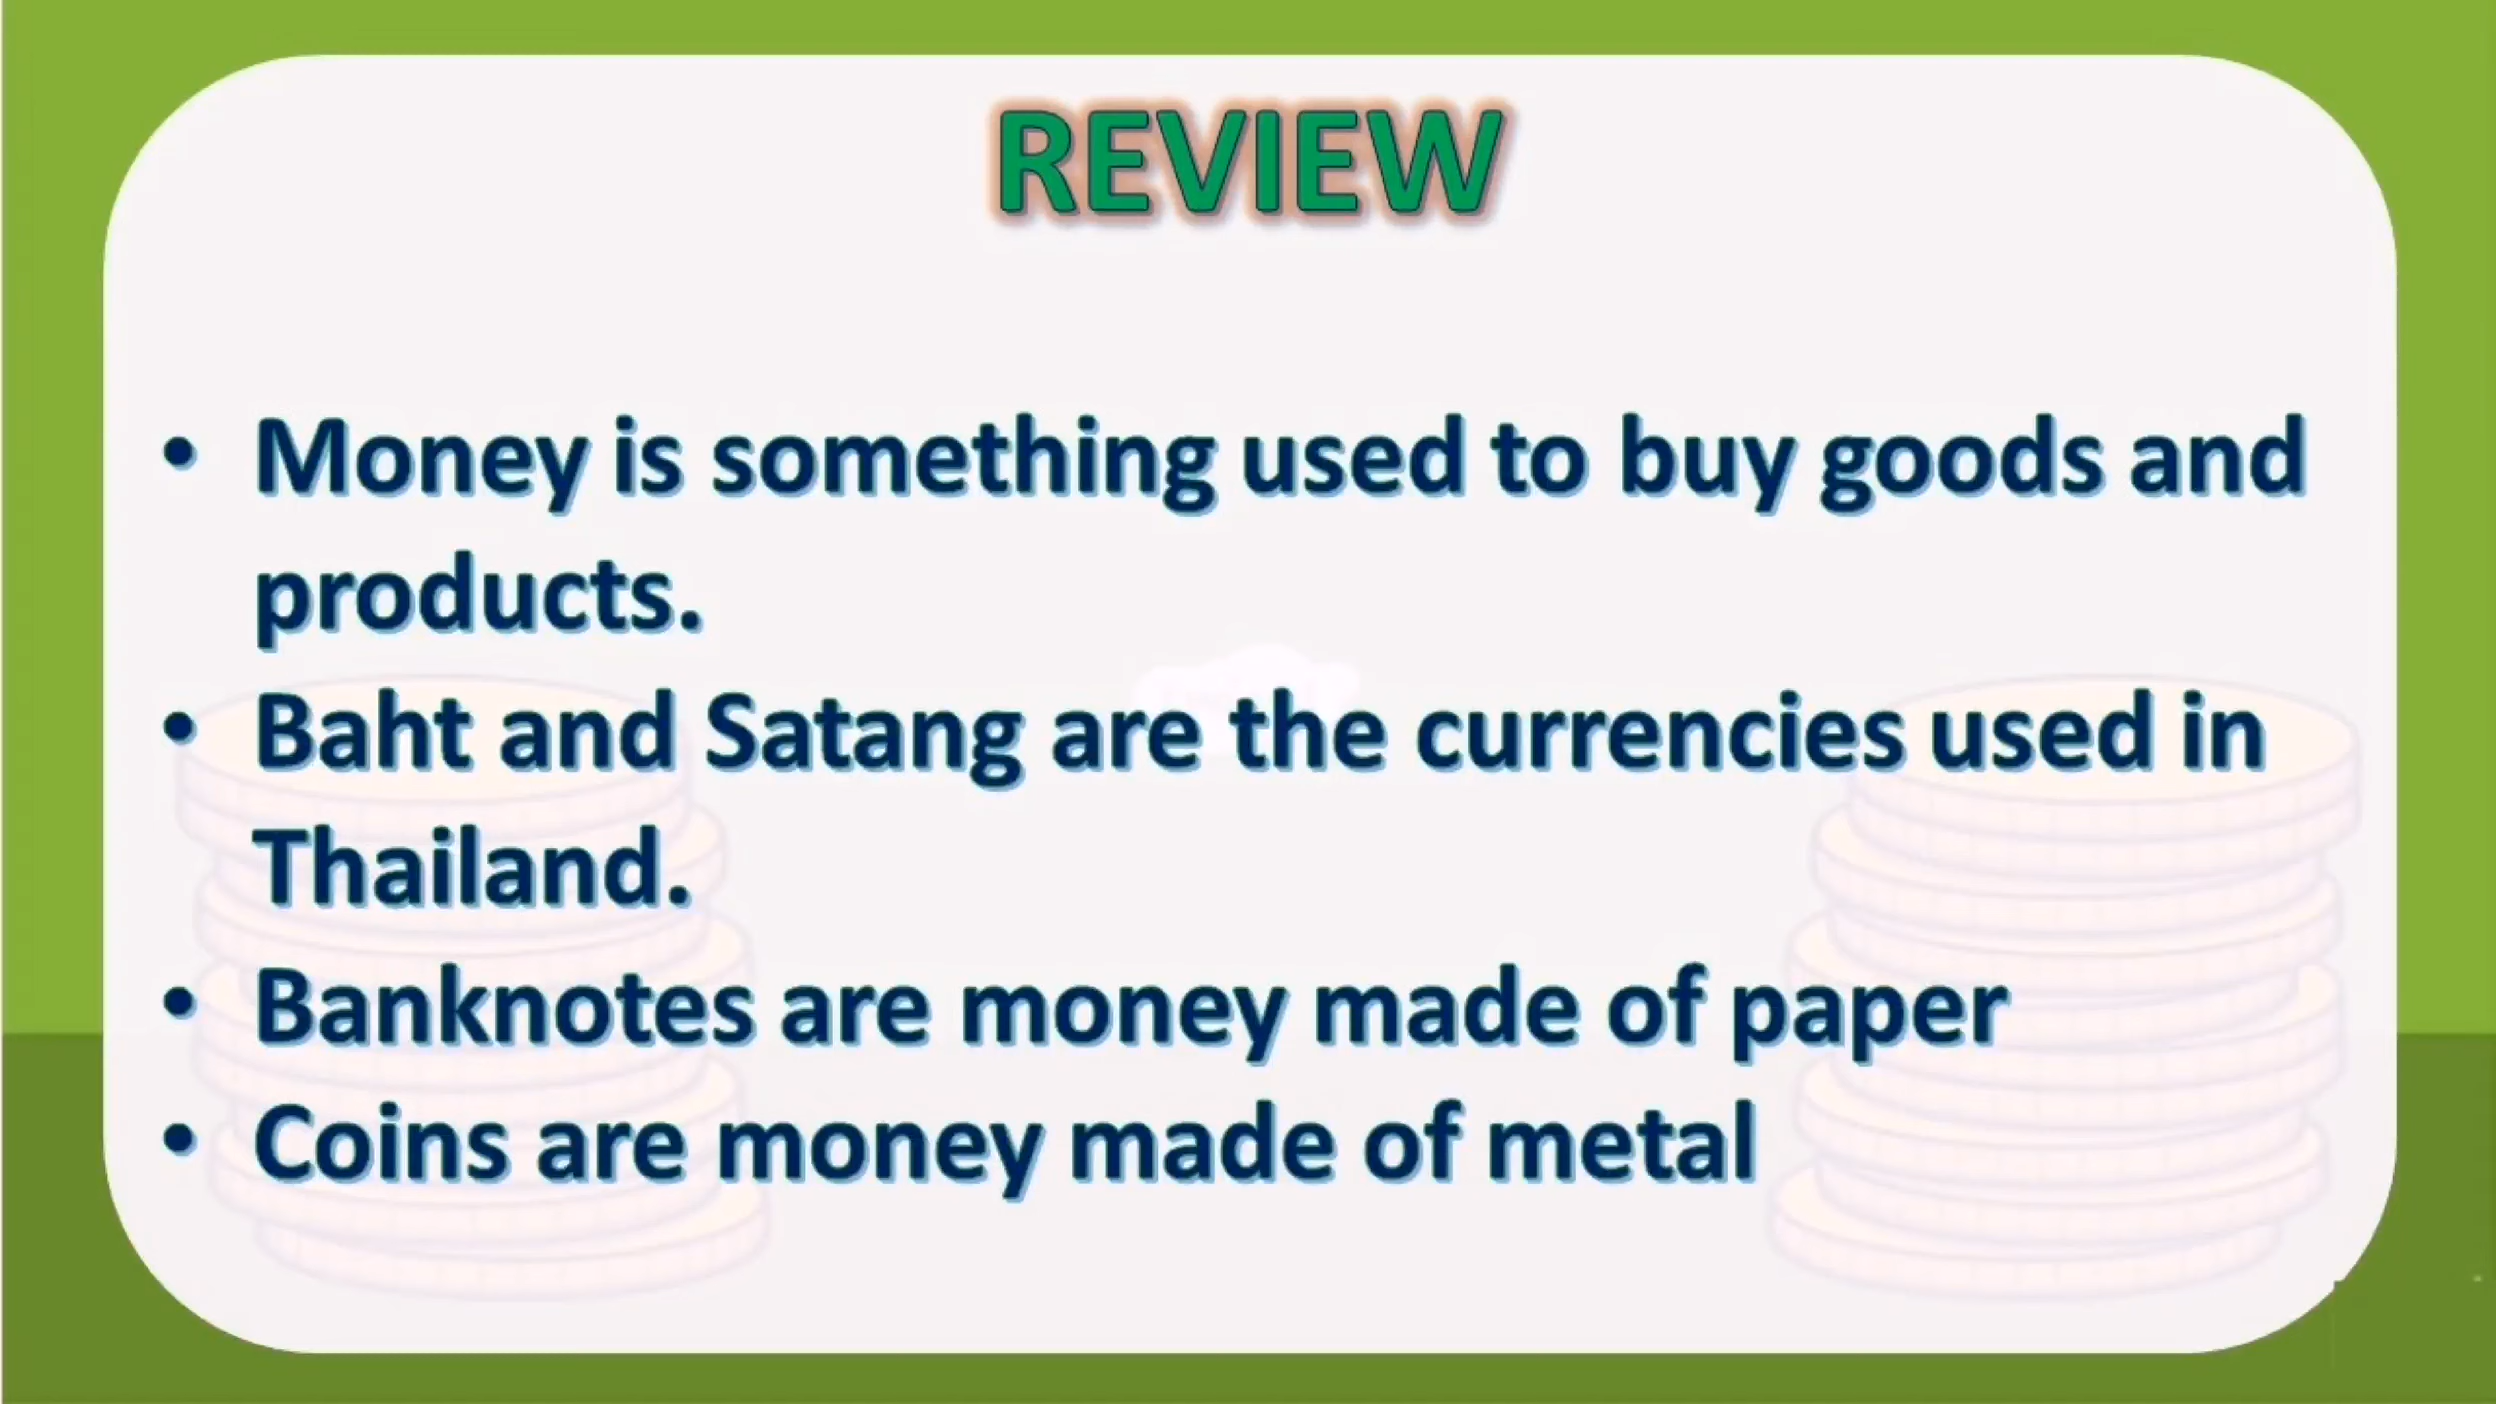 REVIEW
• Money is something used to buy goods and
products.
• Baht and Satang are the currencies used in
Thailand.
• Banknotes are money made of paper
• Coins are money made of metal